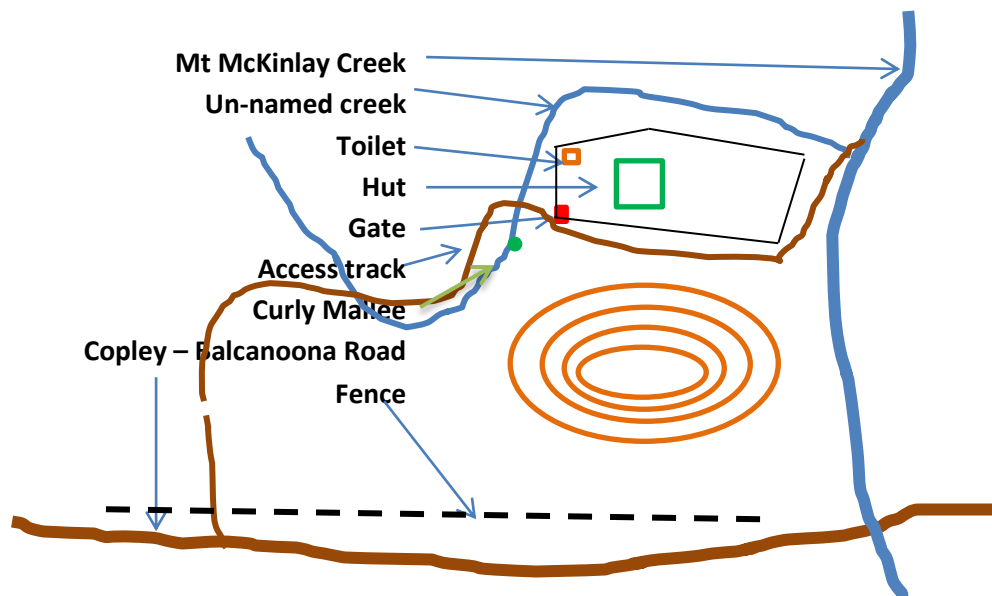 Mt McKinlay Creek
Un-named creek
Toilet
Hut
Gate
Access track
Curly Mallee
Copley – Balcanoona Road
Fence